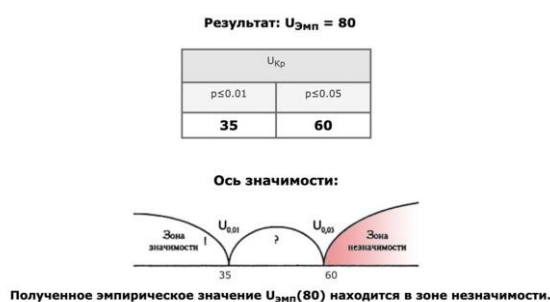 Результат: UЭмп = 80
UКр
p≤0.01 p≤0.05
35 60
Ось значимости:
U0,01 U0,05
Зона значимости ! ? Зона незначимости
35 60
Полученное эмпирическое значение Uэмп(80) находится в зоне незначимости.